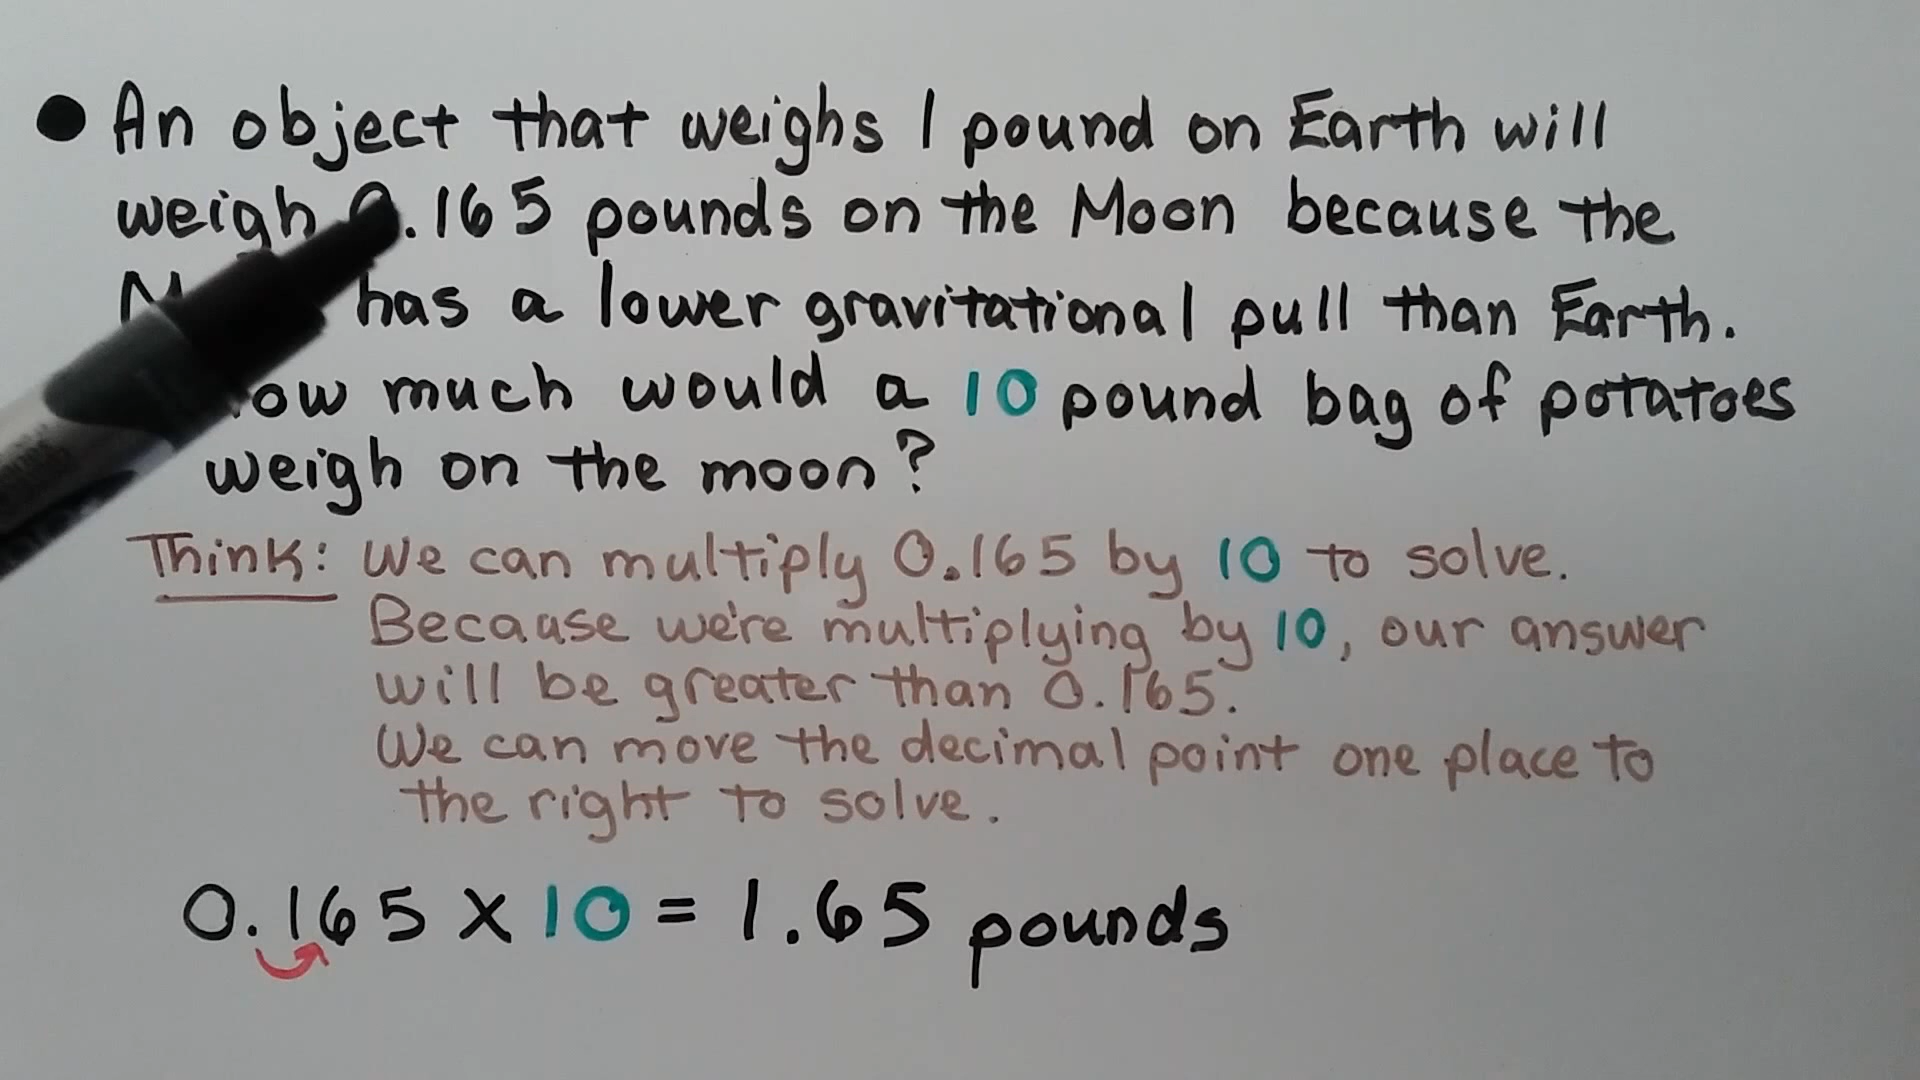 • An object that weighs 1 pound on Earth will
weigh 0.165 pounds on the Moon because the
has a lower gravitational pull than Earth.
much would a 10 pound bag of potatoes
weigh on the moon?
Think: We can multiply 0.165 by 10 to solve.
Because we're multiplying by 10, our answer
will be greater than 0.165.
We can move the decimal point one place to
the right to solve.
0.165 x 10 = 1.65 pounds